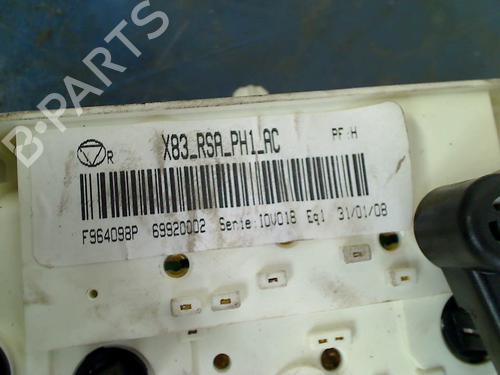 B-PARTS
R X83_RSA_PH1_AC PF:H
F964098P 69920002 Serie:10V018 Eq1 31/01/08